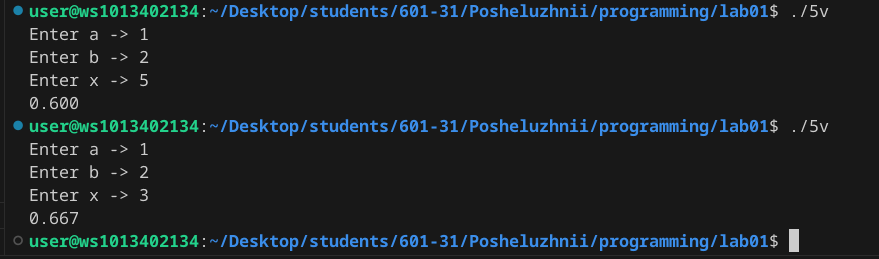 user@ws1013402134:~/Desktop/students/601-31/Posheluzhnii/programming/lab01$ ./5v
Enter a -> 1
Enter b -> 2
Enter x -> 5
0.600
user@ws1013402134:~/Desktop/students/601-31/Posheluzhnii/programming/lab01$ ./5v
Enter a -> 1
Enter b -> 2
Enter x -> 3
0.667
user@ws1013402134:~/Desktop/students/601-31/Posheluzhnii/programming/lab01$